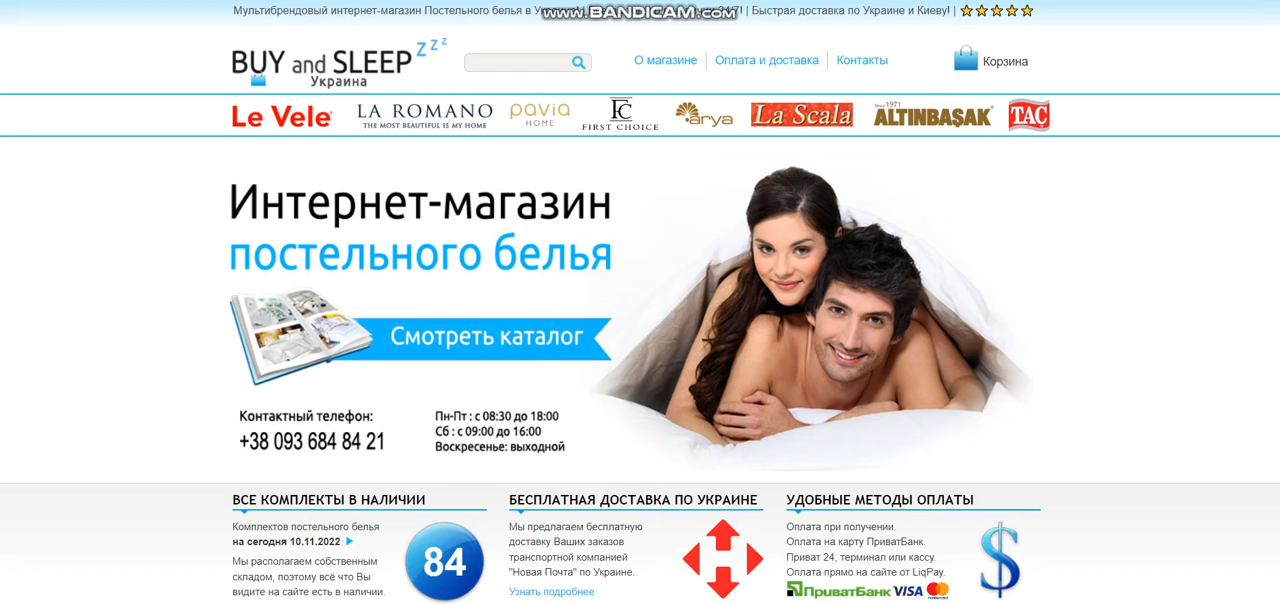 Мультибрендовый интернет-магазин Постельного белья в
www.BANDICAM.com
24/7! | Быстрая доставка по Украине и Киеву! |
BUY and SLEEP
z z z
Украина
О магазине
Оплата и доставка
Контакты
Корзина
Le Vele
LA ROMANO
THE MOST BEAUTIFUL IS MY HOME
pavia
HOME
FC
FIRST CHOICE
arya
La Scala
Since 1971
ALTINBAŞAK
TAÇ
Интернет-магазин
постельного белья
Смотреть каталог
Контактный телефон:
+38 093 684 84 21
Пн-Пт : с 08:30 до 18:00
Сб : с 09:00 до 16:00
Воскресенье: выходной
ВСЕ КОМПЛЕКТЫ В НАЛИЧИИ
Комплектов постельного белья
на сегодня 10.11.2022
Мы располагаем собственным
складом, поэтому всё что Вы
видите на сайте есть в наличии.
84
БЕСПЛАТНАЯ ДОСТАВКА ПО УКРАИНЕ
Мы предлагаем бесплатную
доставку Ваших заказов
транспортной компанией
"Новая Почта" по Украине.
Узнать подробнее
УДОБНЫЕ МЕТОДЫ ОПЛАТЫ
Оплата при получении.
Оплата на карту ПриватБанк.
Приват 24, терминал или кассу.
Оплата прямо на сайте от LiqPay.
ПриватБанк VISA
$